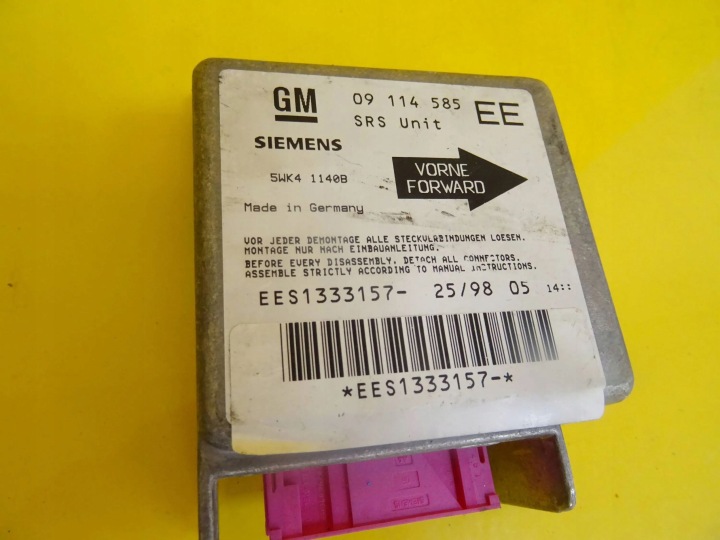 GM 09 114 585 EE
SRS Unit
SIEMENS
5WK4 1140B
VORNE
FORWARD
Made in Germany
VOR JEDER DEMONTAGE ALLE STECKVERBINDUNGEN LOESEN.
MONTAGE NUR NACH EINBAUANLEITUNG.
BEFORE EVERY DISASSEMBLY, DETACH ALL CONNECTORS.
ASSEMBLE STRICTLY ACCORDING TO MANUAL INSTRUCTIONS.
EES1333157- 25/98 05
*EES1333157-*